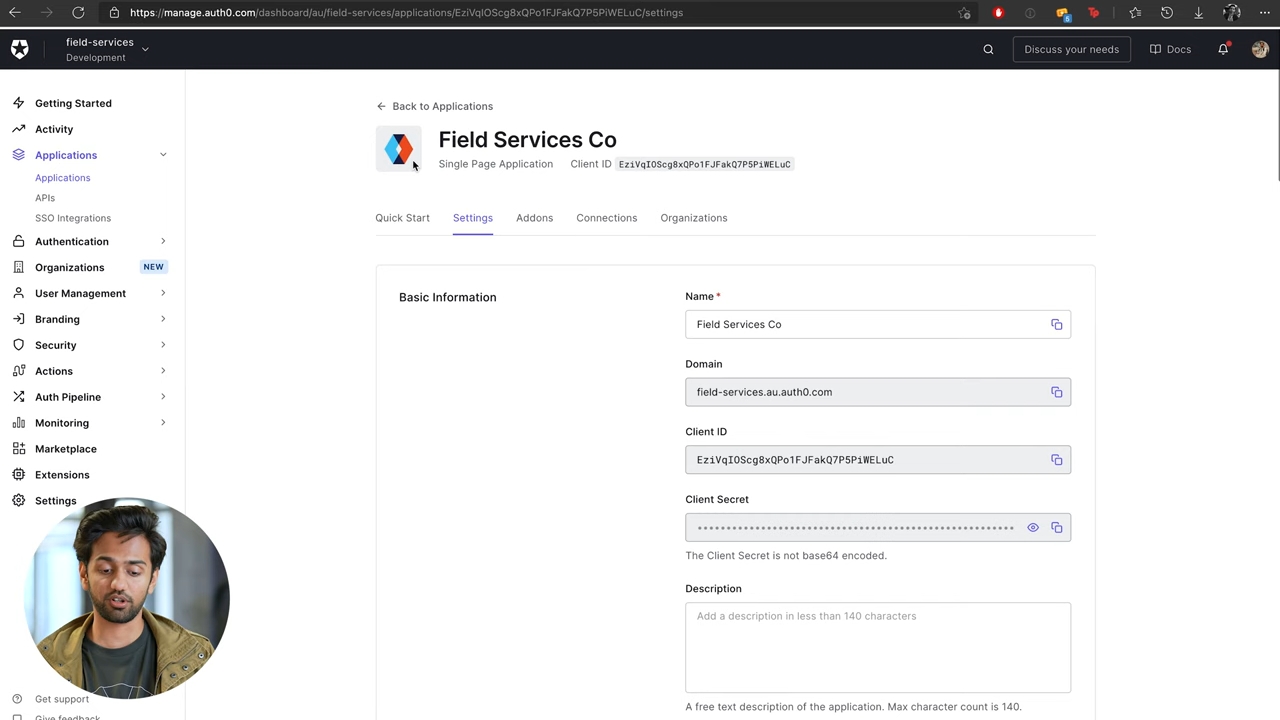 https://manage.auth0.com/dashboard/au/field-services/applications/EziVqIOScg8xQPo1FJFakQ7P5PiWELuC/settings
5
field-services
Development
Discuss your needs
Docs
Getting Started
Activity
Applications
Applications
APIs
SSO Integrations
Authentication
Organizations
NEW
User Management
Branding
Security
Actions
Auth Pipeline
Monitoring
Marketplace
Extensions
Settings
Get support
Give feedback
Back to Applications
Field Services Co
Single Page Application Client ID EziVqIOScg8xQPo1FJFakQ7P5PiWELuC
Quick Start Settings Addons Connections Organizations
Basic Information
Name *
Field Services Co
Domain
field-services.au.auth0.com
Client ID
EziVqIOScg8xQPo1FJFakQ7P5PiWELuC
Client Secret
The Client Secret is not base64 encoded.
Description
Add a description in less than 140 characters
A free text description of the application. Max character count is 140.